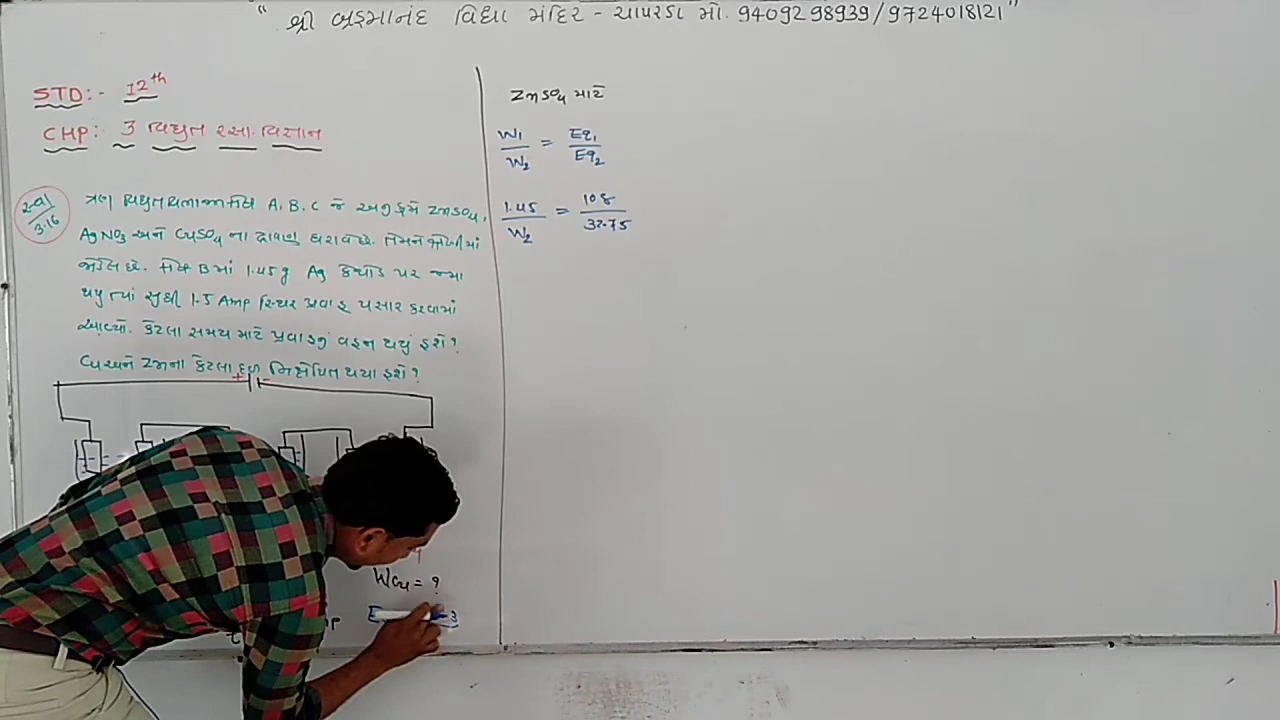 “ શ્રી બ્રહ્માનંદ વિદ્યા મંદિર - ચાપરડા મો. 9409298939/9724018121”
STD:- 12th
CHP: 3 વિદ્યુત રસા. વિજ્ઞાન
3.16
ત્રણ વિદ્યુતવિભાજન કોષ A, B, C જે અનુક્રમે ZnSO4,
AgNO3 અને CuSO4 ના દ્રાવણ ધરાવે છે. તેમને શ્રેણીમાં
જોડેલ છે. કોષ B માં 1.45g Ag કેથોડ પર જમા
થયુ ત્યાં સુધી 1.5 Amp સ્થિર પ્રવાહ પસાર કરવામાં
આવ્યો. કેટલા સમય માટે પ્રવાહનું વહન થયું હશે?
Cu અને Znના કેટલા દળ નિક્ષેપિત થયા હશે?
+ -
WCu = ?
ZnSO4 માટે
W1/W2 = Eq1/Eq2
1.45/W2 = 108/32.75